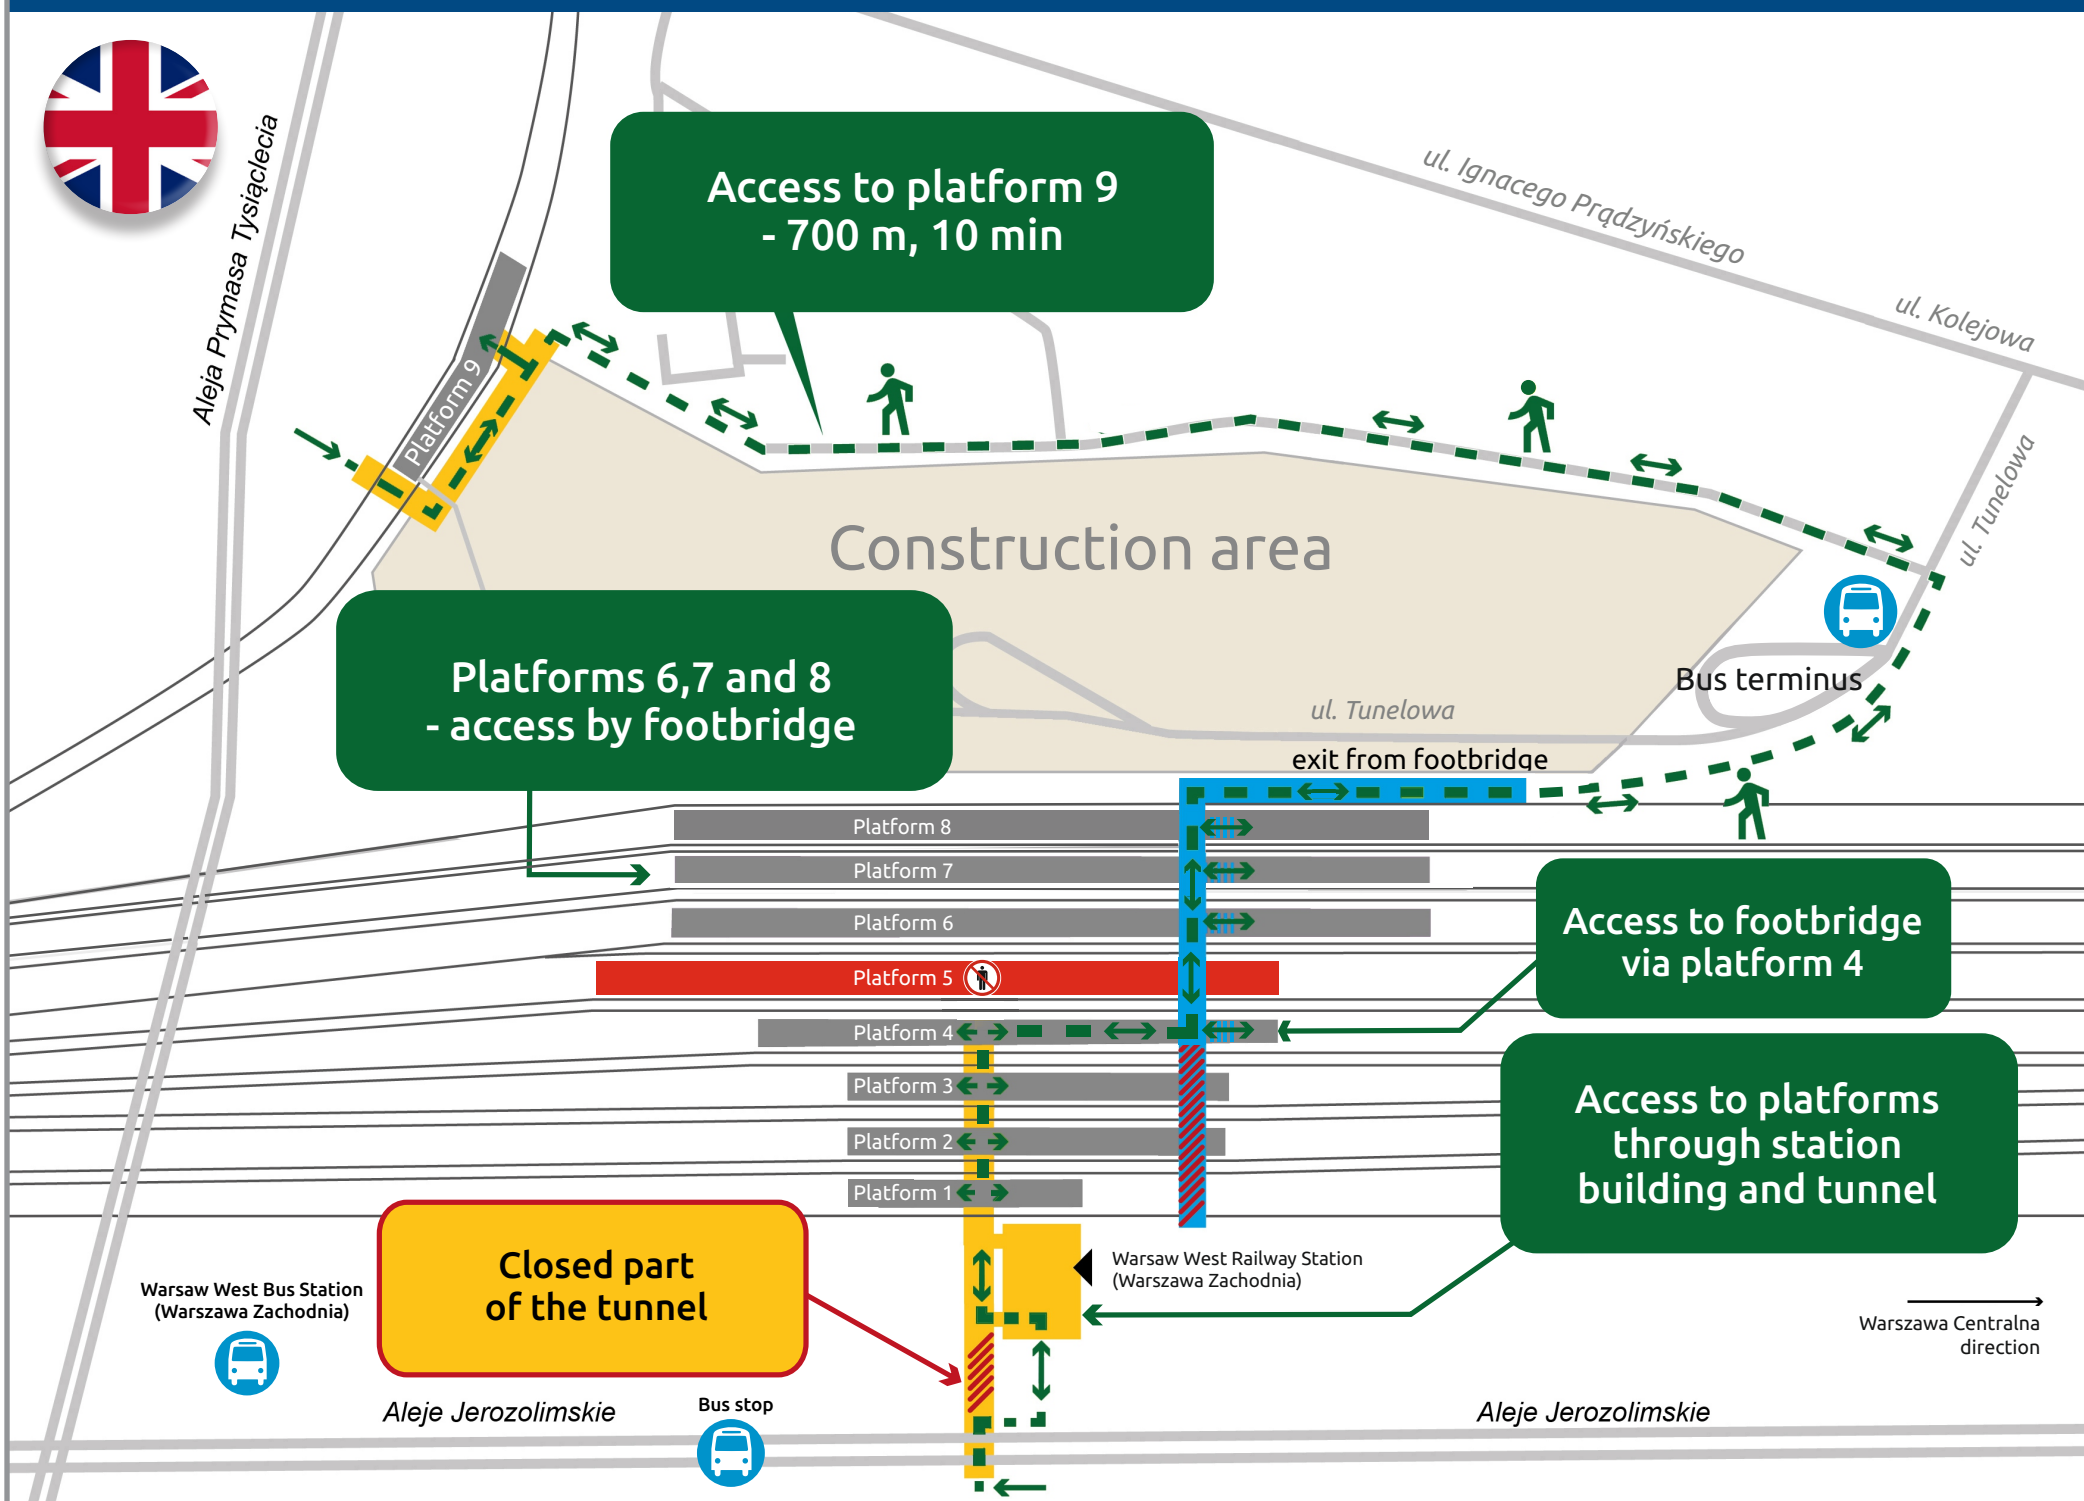 Aleja Prymasa Tysiąclecia
Access to platform 9
- 700 m, 10 min
ul. Ignacego Prądzyńskiego
ul. Kolejowa
ul. Tunelowa
Platform 9
Construction area
Platforms 6,7 and 8
- access by footbridge
Bus terminus
ul. Tunelowa
exit from footbridge
Platform 8
Platform 7
Platform 6
Platform 5
Platform 4
Platform 3
Platform 2
Platform 1
Access to footbridge
via platform 4
Access to platforms
through station
building and tunnel
Closed part
of the tunnel
Warsaw West Railway Station
(Warszawa Zachodnia)
Warsaw West Bus Station
(Warszawa Zachodnia)
Warszawa Centralna
direction
Bus stop
Aleje Jerozolimskie
Aleje Jerozolimskie